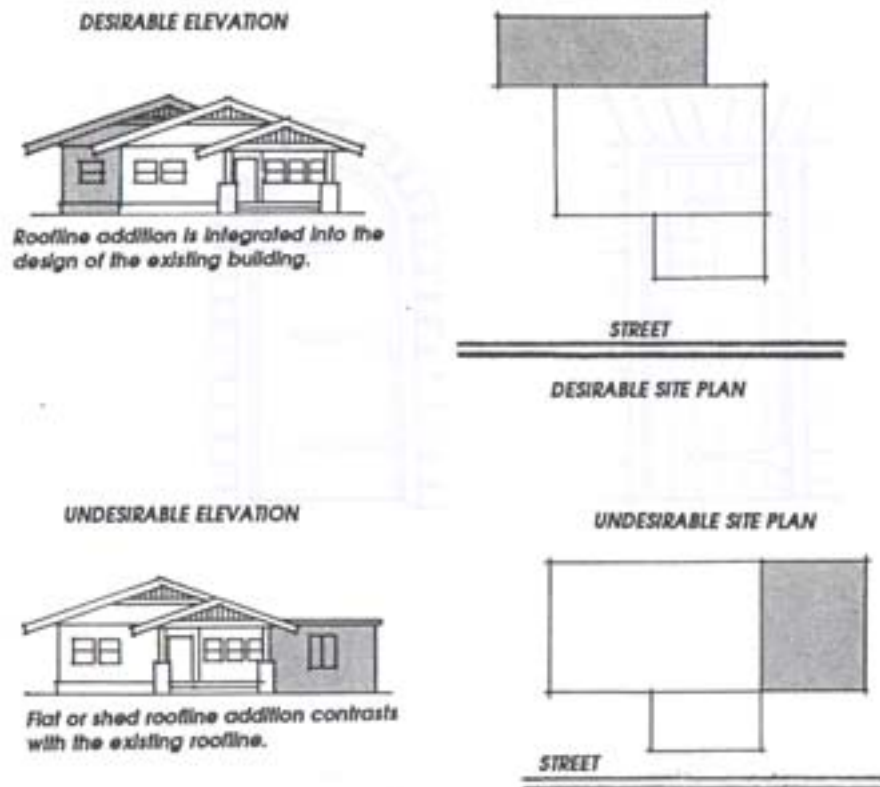 DESIRABLE ELEVATION
Roofline addition is integrated into the
design of the existing building.
STREET
DESIRABLE SITE PLAN
UNDESIRABLE ELEVATION
Flat or shed roofline addition contrasts
with the existing roofline.
UNDESIRABLE SITE PLAN
STREET